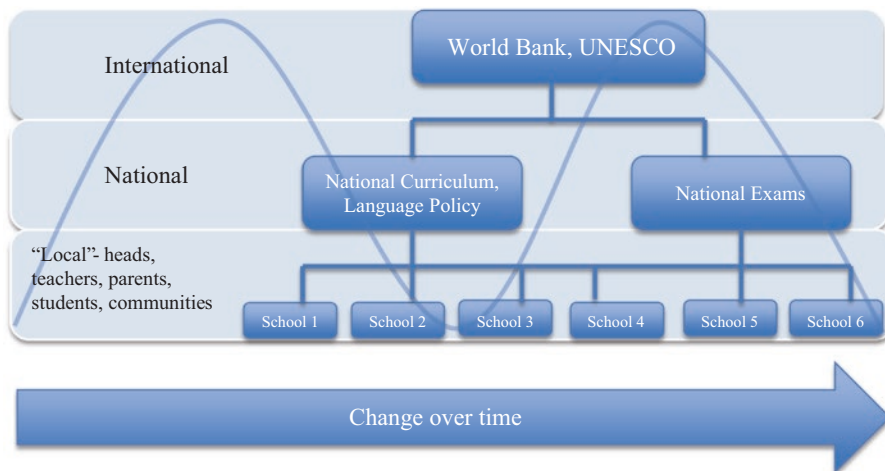 International
World Bank, UNESCO
National
National Curriculum,
Language Policy
National Exams
“Local”- heads,
teachers, parents,
students, communities
School 1
School 2
School 3
School 4
School 5
School 6
Change over time